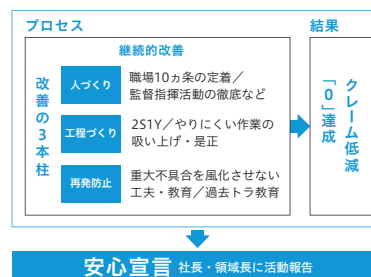 プロセス
継続的改善
改善の3本柱
人づくり
職場10ヵ条の定着／
監督指揮活動の徹底など
工程づくり
2S1Y／やりにくい作業の
吸い上げ・是正
再発防止
重大不具合を風化させない
工夫・教育／過去トラ教育
結果
クレーム低減
「0」達成
安心宣言 社長・領域長に活動報告